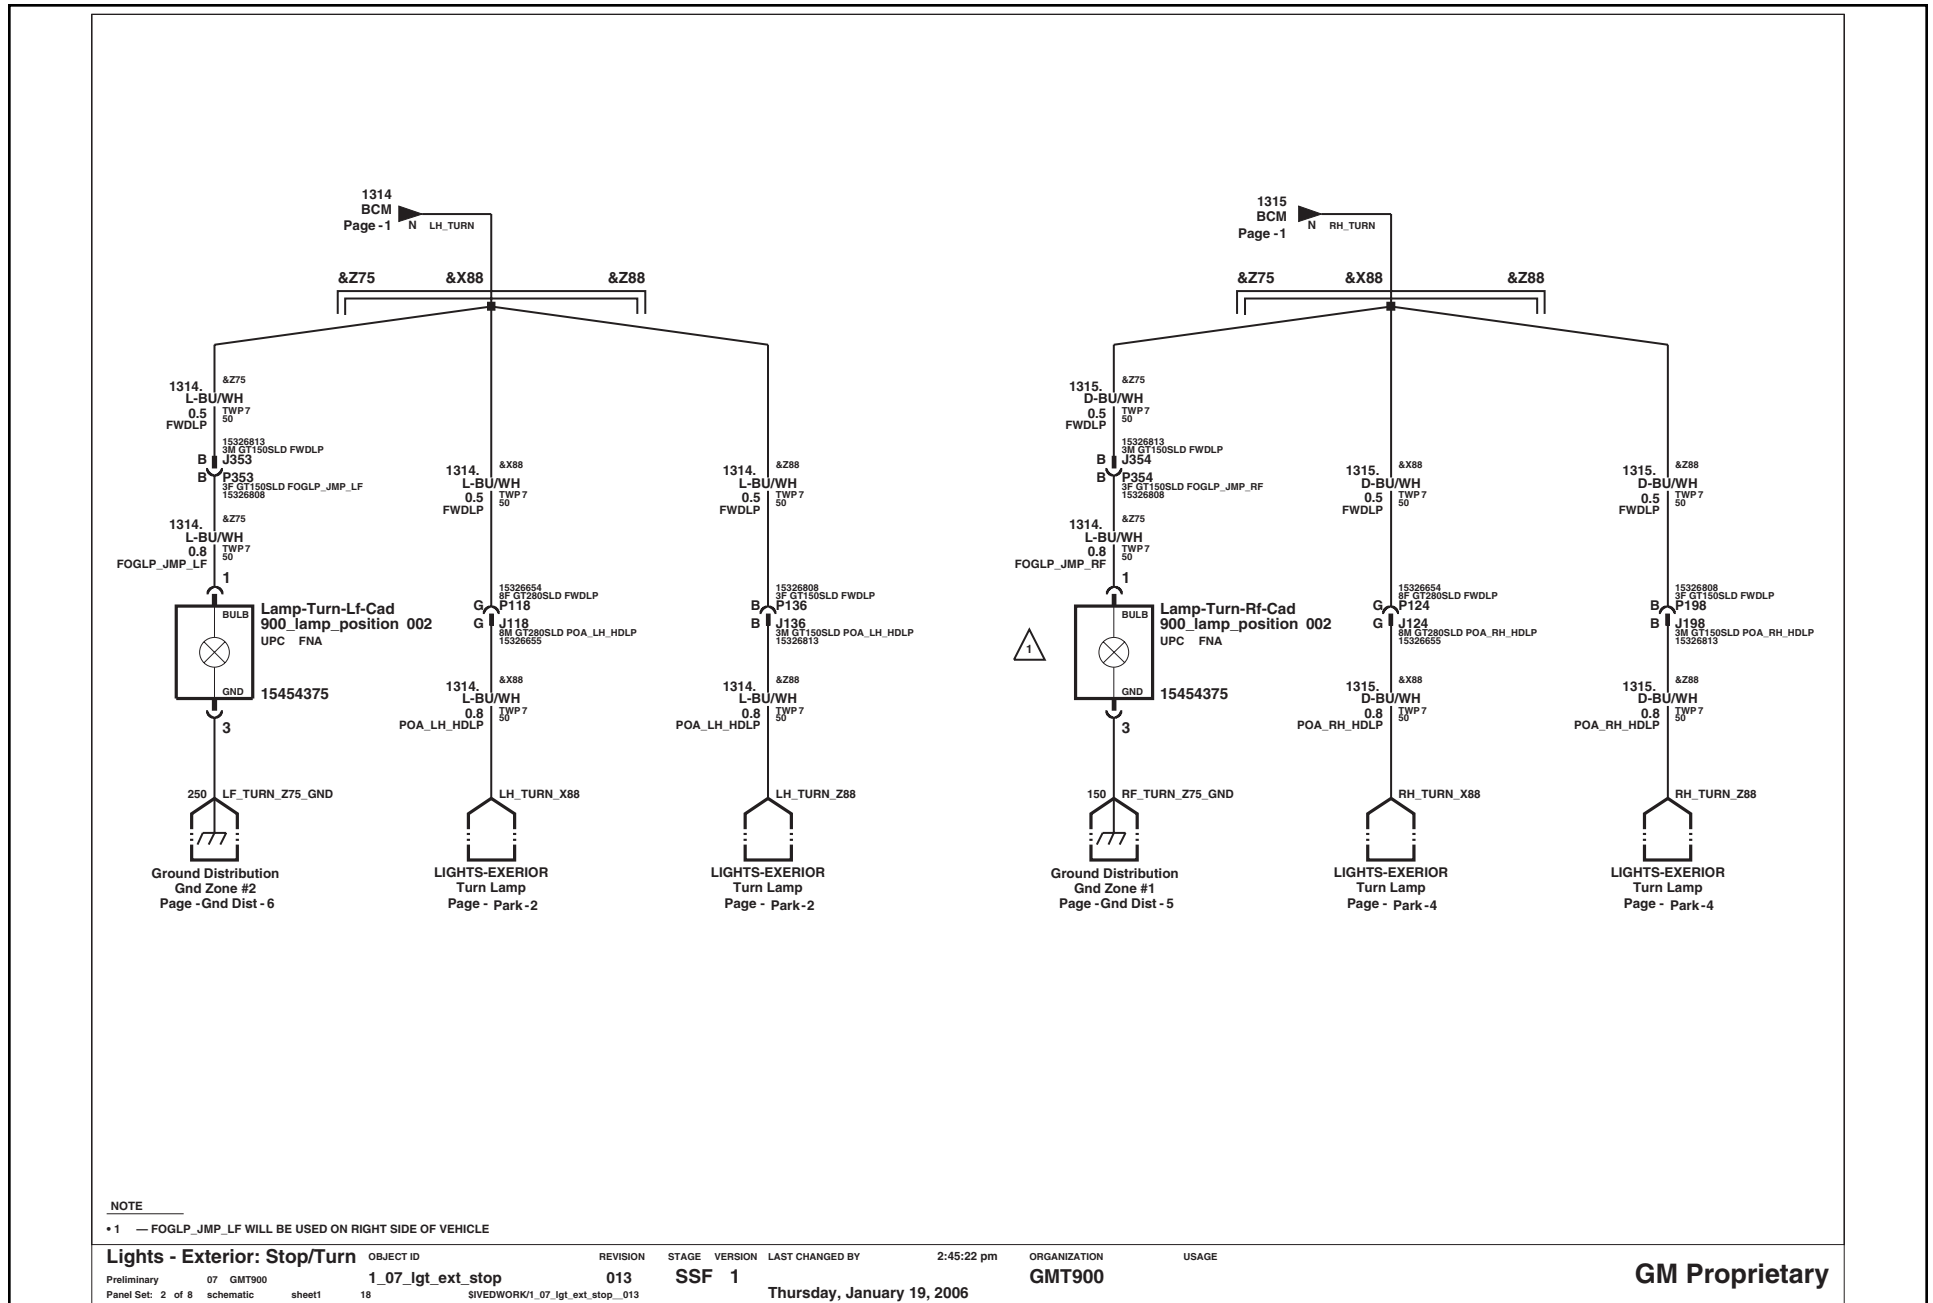 1314
BCM
Page -1 N LH_TURN
&Z75 &X88 &Z88
1314.
&Z75
L-BU/WH
0.5
TWP7
50
FWDLP
15326813
3M GT150SLD FWDLP
B J353
B P353
3F GT150SLD FOGLP_JMP_LF
15326808
1314.
&Z75
L-BU/WH
0.8
TWP7
50
FOGLP_JMP_LF
1
BULB
Lamp-Turn-Lf-Cad
900_lamp_position 002
UPC FNA
GND
15454375
3
250 LF_TURN_Z75_GND
Ground Distribution
Gnd Zone #2
Page -Gnd Dist-6
1314.
&X88
L-BU/WH
0.5
TWP7
50
FWDLP
15326654
8F GT280SLD FWDLP
G P118
G J118
8M GT280SLD POA_LH_HDLP
15326655
1314.
&X88
L-BU/WH
0.8
TWP7
50
POA_LH_HDLP
LH_TURN_X88
LIGHTS-EXERIOR
Turn Lamp
Page - Park-2
1314.
&Z88
L-BU/WH
0.5
TWP7
50
FWDLP
15326808
3F GT150SLD FWDLP
B P136
B J136
3M GT150SLD POA_LH_HDLP
15326813
1314.
&Z88
L-BU/WH
0.8
TWP7
50
POA_LH_HDLP
LH_TURN_Z88
LIGHTS-EXERIOR
Turn Lamp
Page - Park-2
1315
BCM
Page -1 N RH_TURN
&Z75 &X88 &Z88
1315.
&Z75
D-BU/WH
0.5
TWP7
50
FWDLP
15326813
3M GT150SLD FWDLP
B J354
B P354
3F GT150SLD FOGLP_JMP_RF
15326808
1314.
&Z75
L-BU/WH
0.8
TWP7
50
FOGLP_JMP_RF
1
1
BULB
Lamp-Turn-Rf-Cad
900_lamp_position 002
UPC FNA
GND
15454375
3
150 RF_TURN_Z75_GND
Ground Distribution
Gnd Zone #1
Page -Gnd Dist-5
1315.
&X88
D-BU/WH
0.5
TWP7
50
FWDLP
15326654
8F GT280SLD FWDLP
G P124
G J124
8M GT280SLD POA_RH_HDLP
15326655
1315.
&X88
D-BU/WH
0.8
TWP7
50
POA_RH_HDLP
RH_TURN_X88
LIGHTS-EXERIOR
Turn Lamp
Page - Park-4
1315.
&Z88
D-BU/WH
0.5
TWP7
50
FWDLP
15326808
3F GT150SLD FWDLP
B P198
B J198
3M GT150SLD POA_RH_HDLP
15326813
1315.
&Z88
D-BU/WH
0.8
TWP7
50
POA_RH_HDLP
RH_TURN_Z88
LIGHTS-EXERIOR
Turn Lamp
Page - Park-4
NOTE
• 1 — FOGLP_JMP_LF WILL BE USED ON RIGHT SIDE OF VEHICLE
Lights - Exterior: Stop/Turn OBJECT ID REVISION STAGE VERSION LAST CHANGED BY 2:45:22 pm ORGANIZATION USAGE
Preliminary 07 GMT900 1_07_lgt_ext_stop 013 SSF 1 GMT900 GM Proprietary
Panel Set: 2 of 8 schematic sheet1 18 $IVEDWORK/1_07_lgt_ext_stop__013 Thursday, January 19, 2006